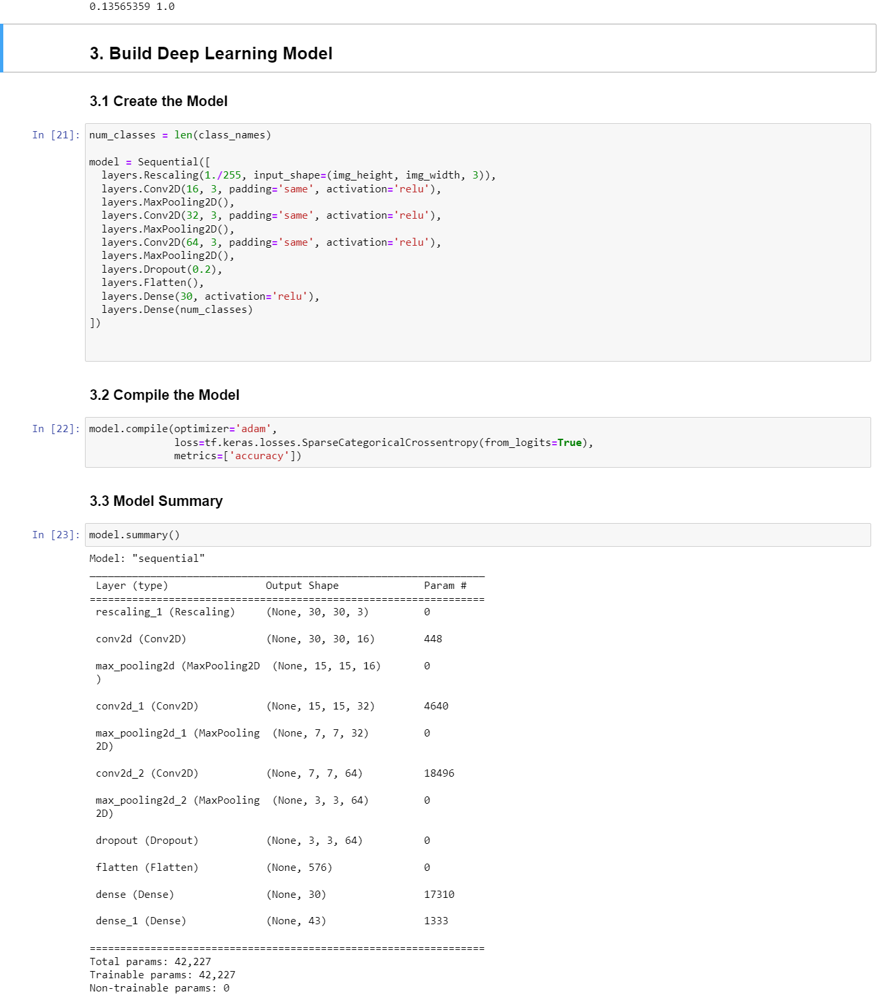 0.13565359 1.0
3. Build Deep Learning Model
3.1 Create the Model
In [21]: num_classes = len(class_names)
model = Sequential([
  layers.Rescaling(1./255, input_shape=(img_height, img_width, 3)),
  layers.Conv2D(16, 3, padding='same', activation='relu'),
  layers.MaxPooling2D(),
  layers.Conv2D(32, 3, padding='same', activation='relu'),
  layers.MaxPooling2D(),
  layers.Conv2D(64, 3, padding='same', activation='relu'),
  layers.MaxPooling2D(),
  layers.Dropout(0.2),
  layers.Flatten(),
  layers.Dense(30, activation='relu'),
  layers.Dense(num_classes)
])
3.2 Compile the Model
In [22]: model.compile(optimizer='adam',
              loss=tf.keras.losses.SparseCategoricalCrossentropy(from_logits=True),
              metrics=['accuracy'])
3.3 Model Summary
In [23]: model.summary()
Model: "sequential"
_________________________________________________________________
 Layer (type)                Output Shape              Param #
=================================================================
 rescaling_1 (Rescaling)     (None, 30, 30, 3)         0
 conv2d (Conv2D)             (None, 30, 30, 16)        448
 max_pooling2d (MaxPooling2D  (None, 15, 15, 16)       0
 )
 conv2d_1 (Conv2D)           (None, 15, 15, 32)        4640
 max_pooling2d_1 (MaxPooling  (None, 7, 7, 32)         0
 2D)
 conv2d_2 (Conv2D)           (None, 7, 7, 64)          18496
 max_pooling2d_2 (MaxPooling  (None, 3, 3, 64)         0
 2D)
 dropout (Dropout)           (None, 3, 3, 64)          0
 flatten (Flatten)           (None, 576)               0
 dense (Dense)               (None, 30)                17310
 dense_1 (Dense)             (None, 43)                1333
=================================================================
Total params: 42,227
Trainable params: 42,227
Non-trainable params: 0